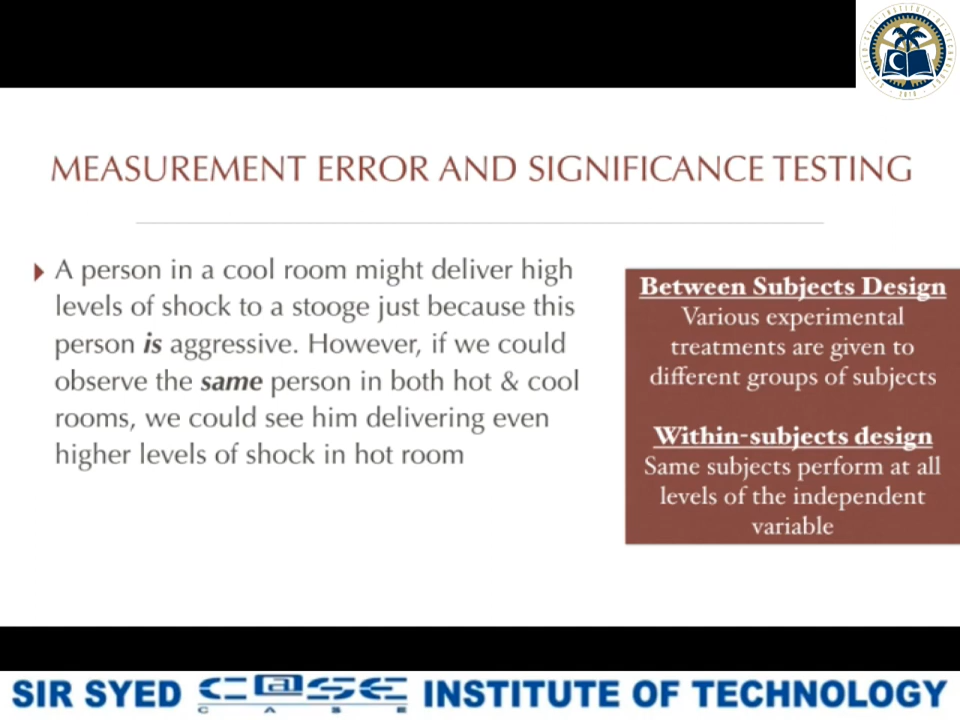 MEASUREMENT ERROR AND SIGNIFICANCE TESTING
A person in a cool room might deliver high
levels of shock to a stooge just because this
person is aggressive. However, if we could
observe the same person in both hot & cool
rooms, we could see him delivering even
higher levels of shock in hot room
Between Subjects Design
Various experimental
treatments are given to
different groups of subjects
Within-subjects design
Same subjects perform at all
levels of the independent
variable
SIR SYED C@SE INSTITUTE OF TECHNOLOGY
C A S E